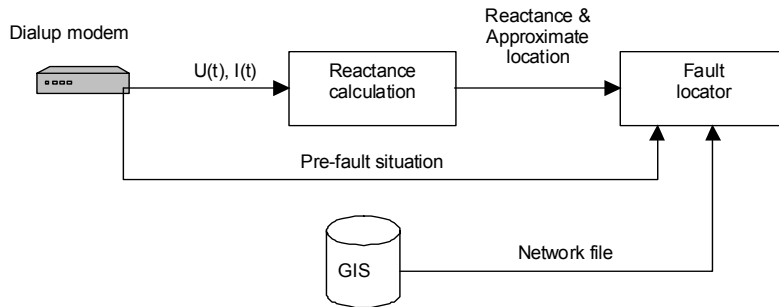 Dialup modem
U(t), I(t)
Reactance
calculation
Reactance &
Approximate
location
Fault
locator
Pre-fault situation
GIS
Network file